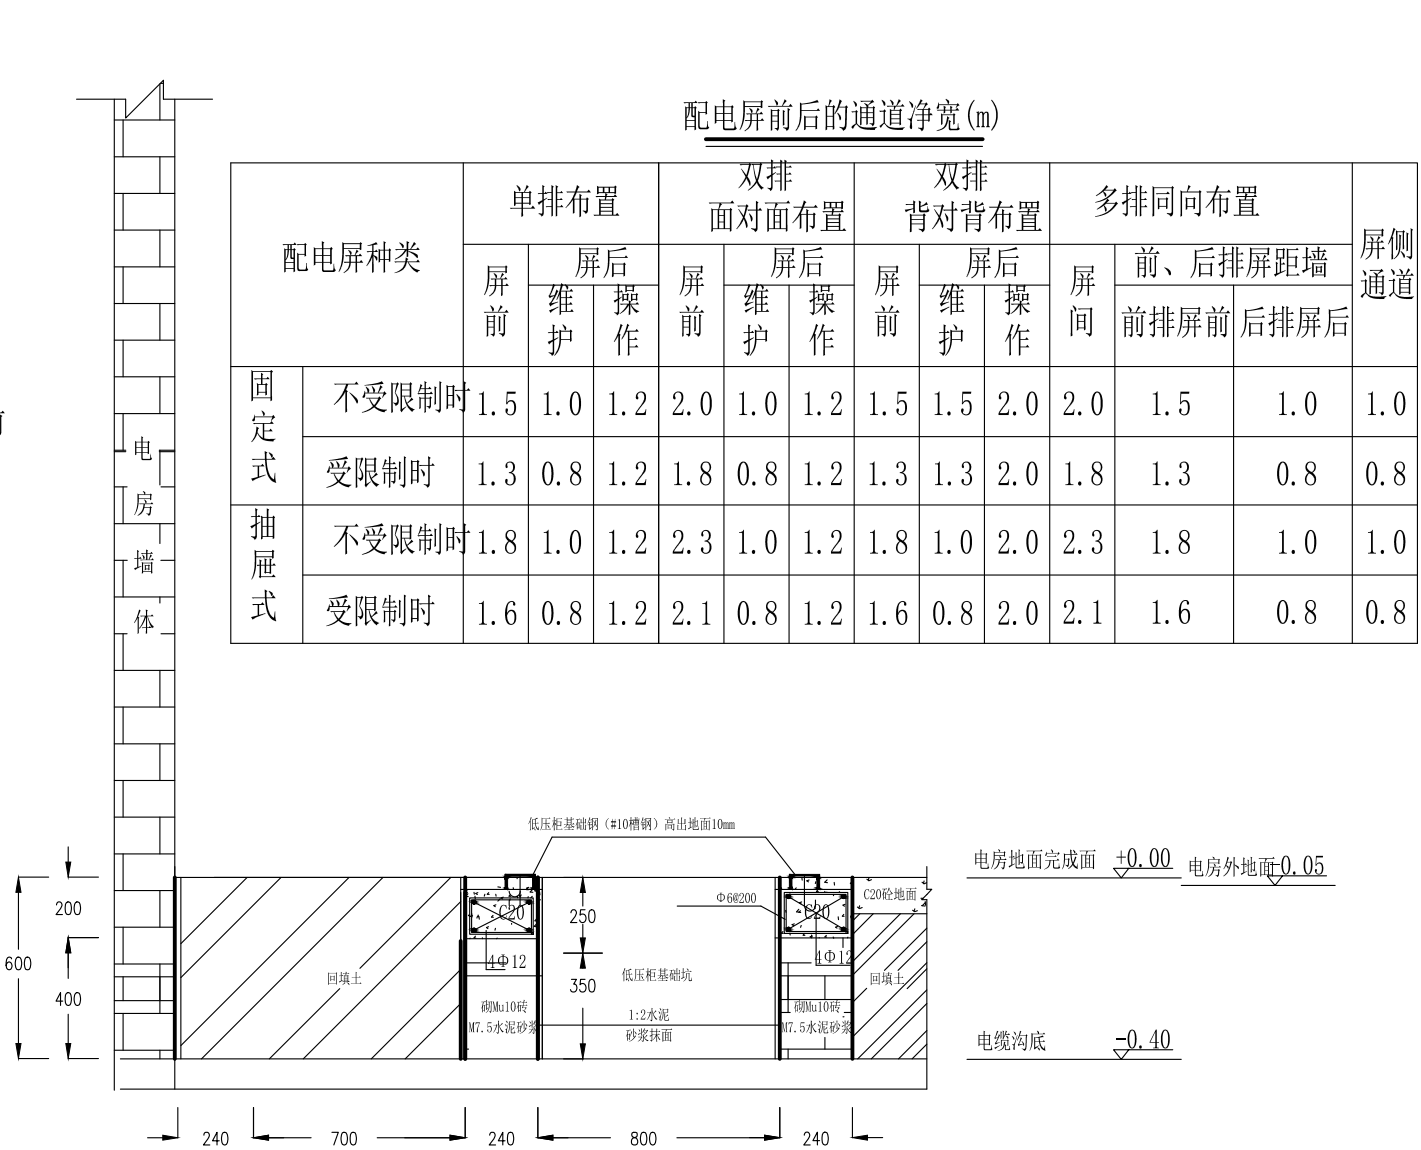 配电屏前后的通道净宽(m)
配电屏种类
单排布置
双排
面对面布置
双排
背对背布置
多排同向布置
屏侧
通道
屏前
屏后
维护
操作
屏前
屏后
维护
操作
屏前
屏后
维护
操作
屏间
前、后排屏距墙
前排屏前
后排屏后
固定式
不受限制时 1.5 1.0 1.2 2.0 1.0 1.2 1.5 1.5 2.0 2.0 1.5 1.0 1.0
受限制时 1.3 0.8 1.2 1.8 0.8 1.2 1.3 1.3 2.0 1.8 1.3 0.8 0.8
抽屉式
不受限制时 1.8 1.0 1.2 2.3 1.0 1.2 1.8 1.0 2.0 2.3 1.8 1.0 1.0
受限制时 1.6 0.8 1.2 2.1 0.8 1.2 1.6 0.8 2.0 2.1 1.6 0.8 0.8
电房墙体
低压柜基础钢（#10槽钢）高出地面10mm
电房地面完成面 +0.00
电房外地面 -0.05
C20砼地面
Φ6@200
C20
C20
200
250
600
4Φ12
4Φ12
回填土
低压柜基础坑
回填土
350
400
砌Mu10砖
M7.5水泥砂浆
1:2水泥
砂浆抹面
砌Mu10砖
M7.5水泥砂浆
电缆沟底 -0.40
240 700 240 800 240